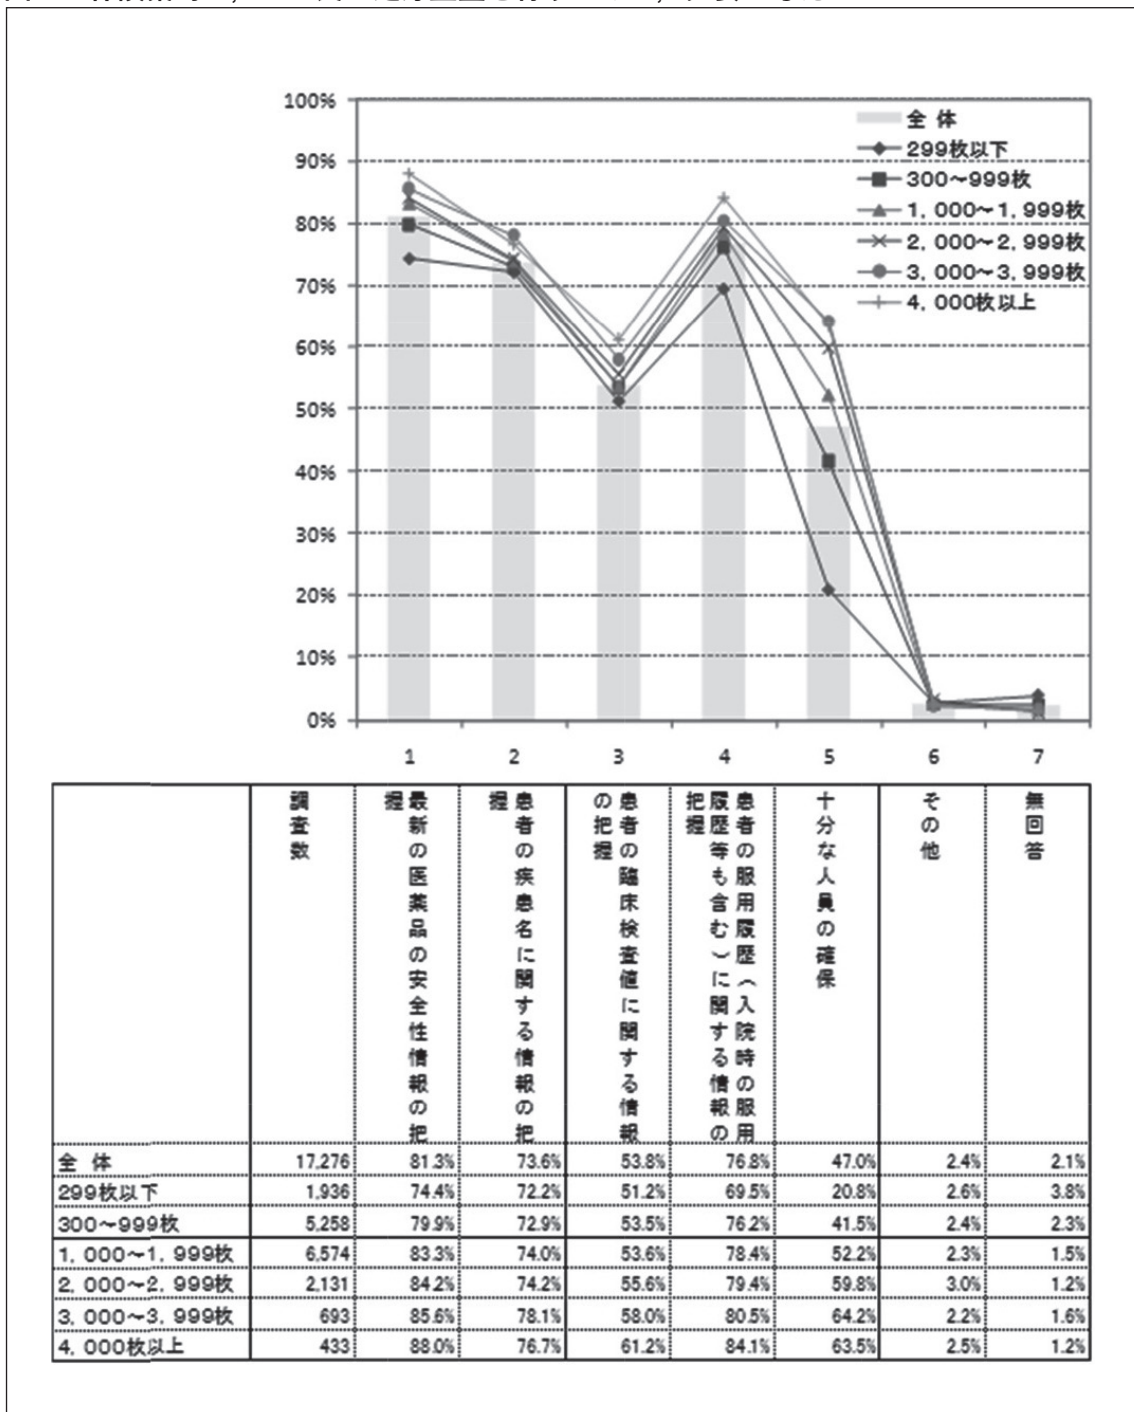 100%
90%
80%
70%
60%
50%
40%
30%
20%
10%
0%
全 体
299枚以下
300〜999枚
1, 000〜1, 999枚
2, 000〜2, 999枚
3, 000〜3, 999枚
4, 000枚以上
1 2 3 4 5 6 7
調査数
最新の医薬品の安全性情報の把
握
患者の疾患名に関する情報の把
握
患者の臨床検査値に関する情報
の把握
患者の服用履歴（入院時の服用
履歴等も含む）に関する情報の
把握
十分な人員の確保
その他
無回答
全 体 17,276 81.3% 73.6% 53.8% 76.8% 47.0% 2.4% 2.1%
299枚以下 1,936 74.4% 72.2% 51.2% 69.5% 20.8% 2.6% 3.8%
300〜999枚 5,258 79.9% 72.9% 53.5% 76.2% 41.5% 2.4% 2.3%
1, 000〜1, 999枚 6,574 83.3% 74.0% 53.6% 78.4% 52.2% 2.3% 1.5%
2, 000〜2, 999枚 2,131 84.2% 74.2% 55.6% 79.4% 59.8% 3.0% 1.2%
3, 000〜3, 999枚 693 85.6% 78.1% 58.0% 80.5% 64.2% 2.2% 1.6%
4, 000枚以上 433 88.0% 76.7% 61.2% 84.1% 63.5% 2.5% 1.2%